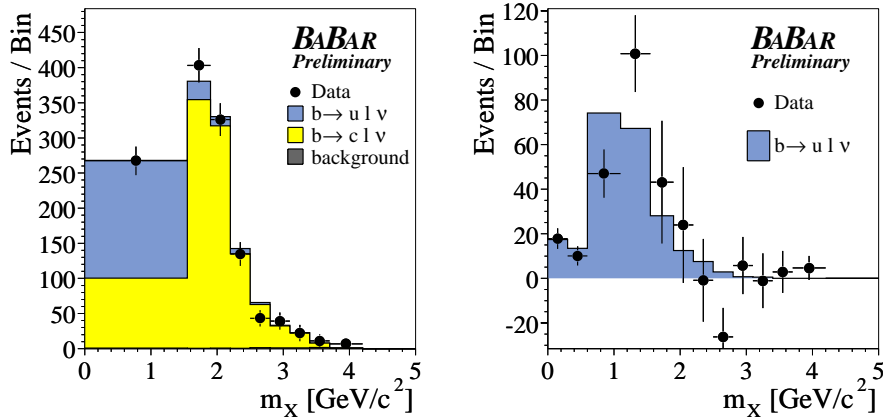 Events / Bin
450
400
350
300
250
200
150
100
50
0
BABAR
Preliminary
Data
b→ u l ν
b→ c l ν
background
0 1 2 3 4 5
m_X [GeV/c²]
Events / Bin
120
100
80
60
40
20
0
-20
BABAR
Preliminary
Data
b→ u l ν
0 1 2 3 4 5
m_X [GeV/c²]